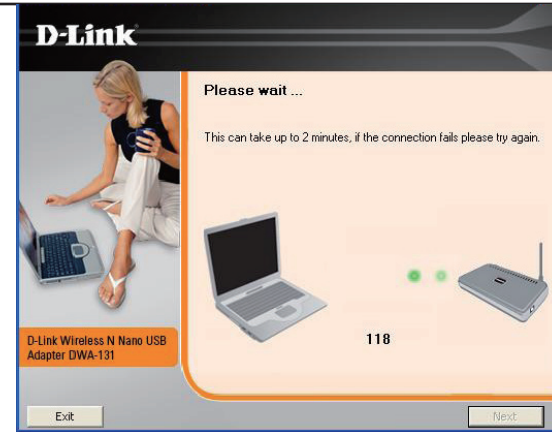 D-Link
Please wait ...
This can take up to 2 minutes, if the connection fails please try again.
118
D-Link Wireless N Nano USB
Adapter DWA-131
Exit
Next